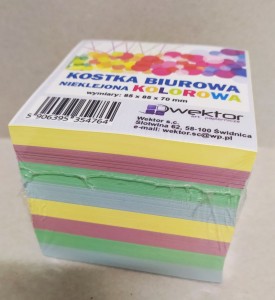 KOSTKA BIUROWA
NIEKLEJONA KOLOROWA
wymiary: 85 x 85 x 70 mm
5 906395 354764
wektor
Wektor s.c.
Słotwina 62, 58-100 Świdnica
e-mail: wektor.sc@wp.pl